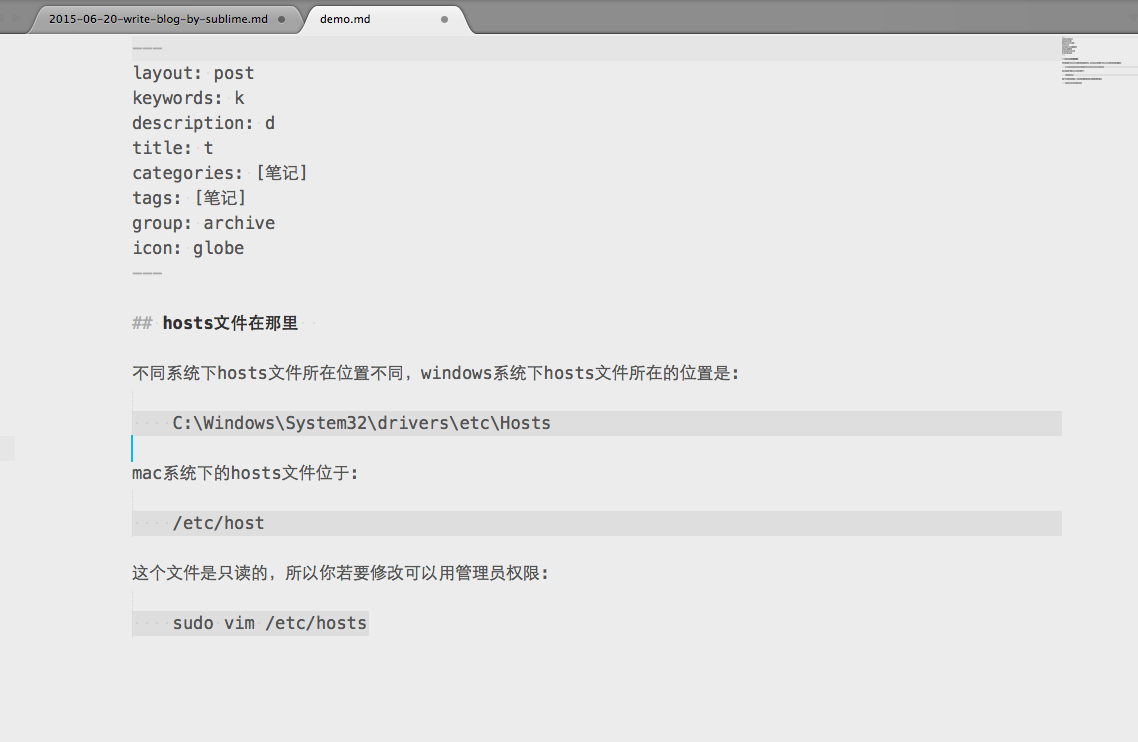 2015-06-20-write-blog-by-sublime.md
demo.md
---
layout: post
keywords: k
description: d
title: t
categories: [笔记]
tags: [笔记]
group: archive
icon: globe
---
## hosts文件在那里
不同系统下hosts文件所在位置不同，windows系统下hosts文件所在的位置是:
C:\Windows\System32\drivers\etc\Hosts
mac系统下的hosts文件位于:
/etc/host
这个文件是只读的，所以你若要修改可以用管理员权限:
sudo vim /etc/hosts